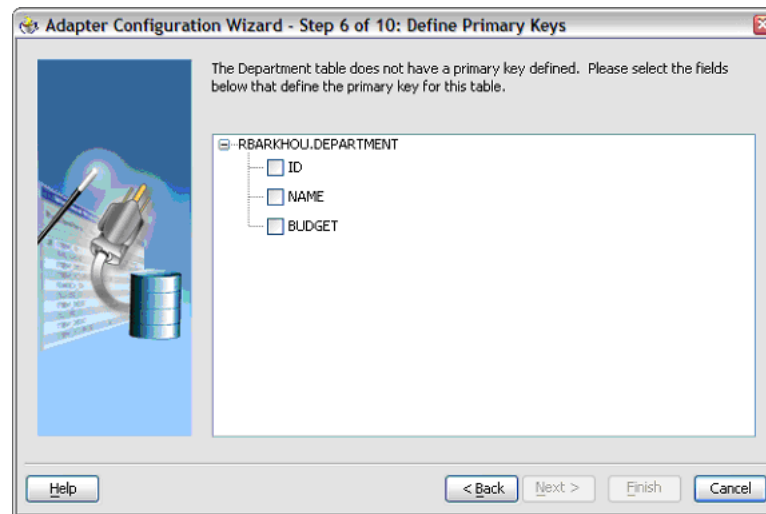 Adapter Configuration Wizard - Step 6 of 10: Define Primary Keys
The Department table does not have a primary key defined. Please select the fields
below that define the primary key for this table.
RBARKHOU.DEPARTMENT
ID
NAME
BUDGET
Help
< Back
Next >
Finish
Cancel